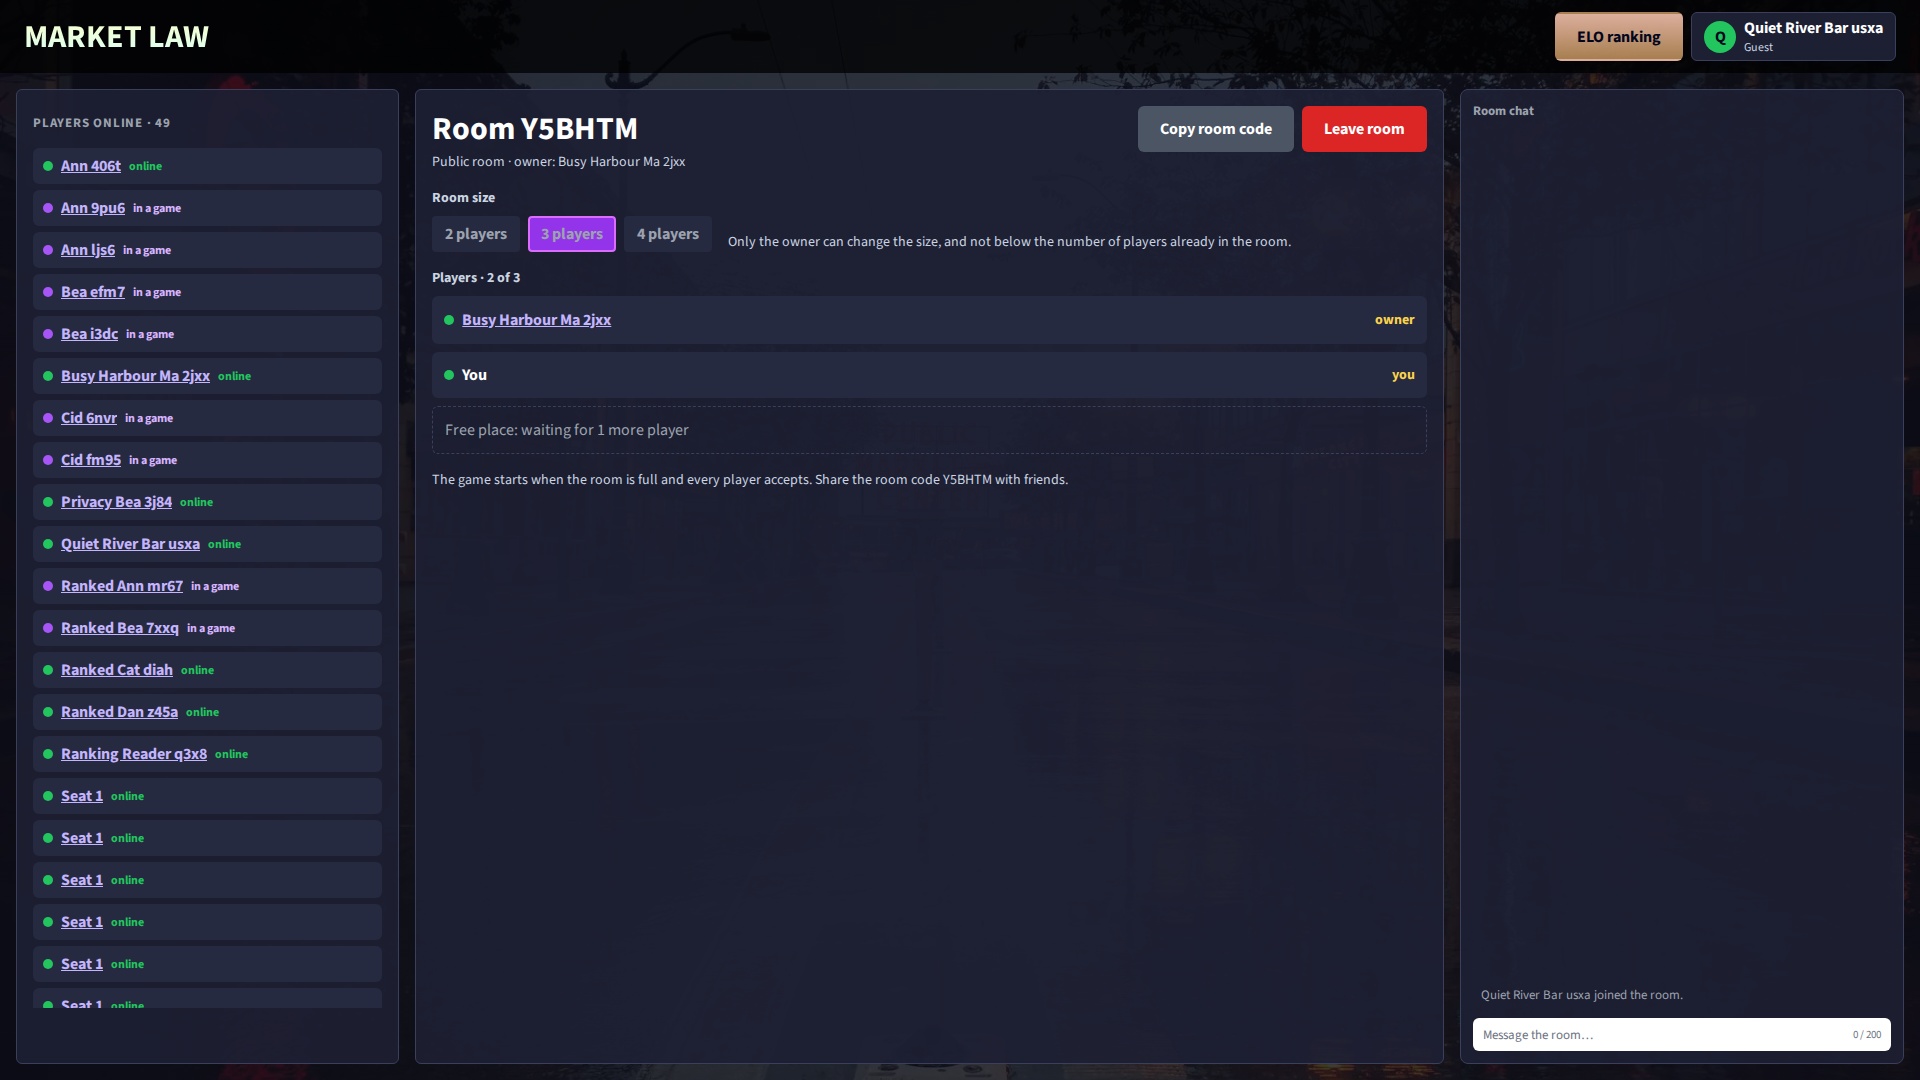 MARKET LAW
ELO ranking
Q
Quiet River Bar usxa
Guest
PLAYERS ONLINE · 49
Ann 406t online
Ann 9pu6 in a game
Ann ljs6 in a game
Bea efm7 in a game
Bea i3dc in a game
Busy Harbour Ma 2jxx online
Cid 6nvr in a game
Cid fm95 in a game
Privacy Bea 3j84 online
Quiet River Bar usxa online
Ranked Ann mr67 in a game
Ranked Bea 7xxq in a game
Ranked Cat diah online
Ranked Dan z45a online
Ranking Reader q3x8 online
Seat 1 online
Seat 1 online
Seat 1 online
Seat 1 online
Seat 1 online
Seat 1 online
Room Y5BHTM
Copy room code
Leave room
Public room · owner: Busy Harbour Ma 2jxx
Room size
2 players
3 players
4 players
Only the owner can change the size, and not below the number of players already in the room.
Players · 2 of 3
Busy Harbour Ma 2jxx owner
You you
Free place: waiting for 1 more player
The game starts when the room is full and every player accepts. Share the room code Y5BHTM with friends.
Room chat
Quiet River Bar usxa joined the room.
Message the room… 0 / 200